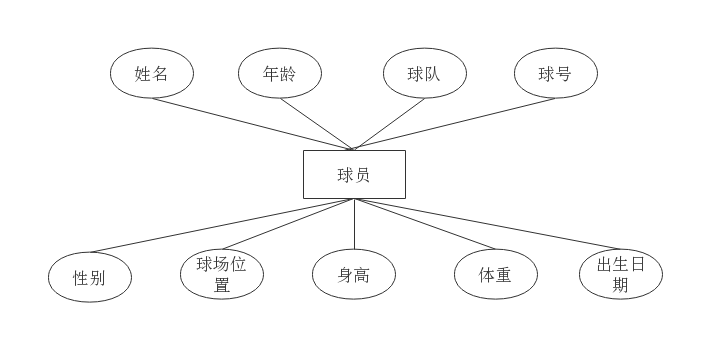 姓名
年龄
球队
球号
球员
性别
球场位
置
身高
体重
出生日
期